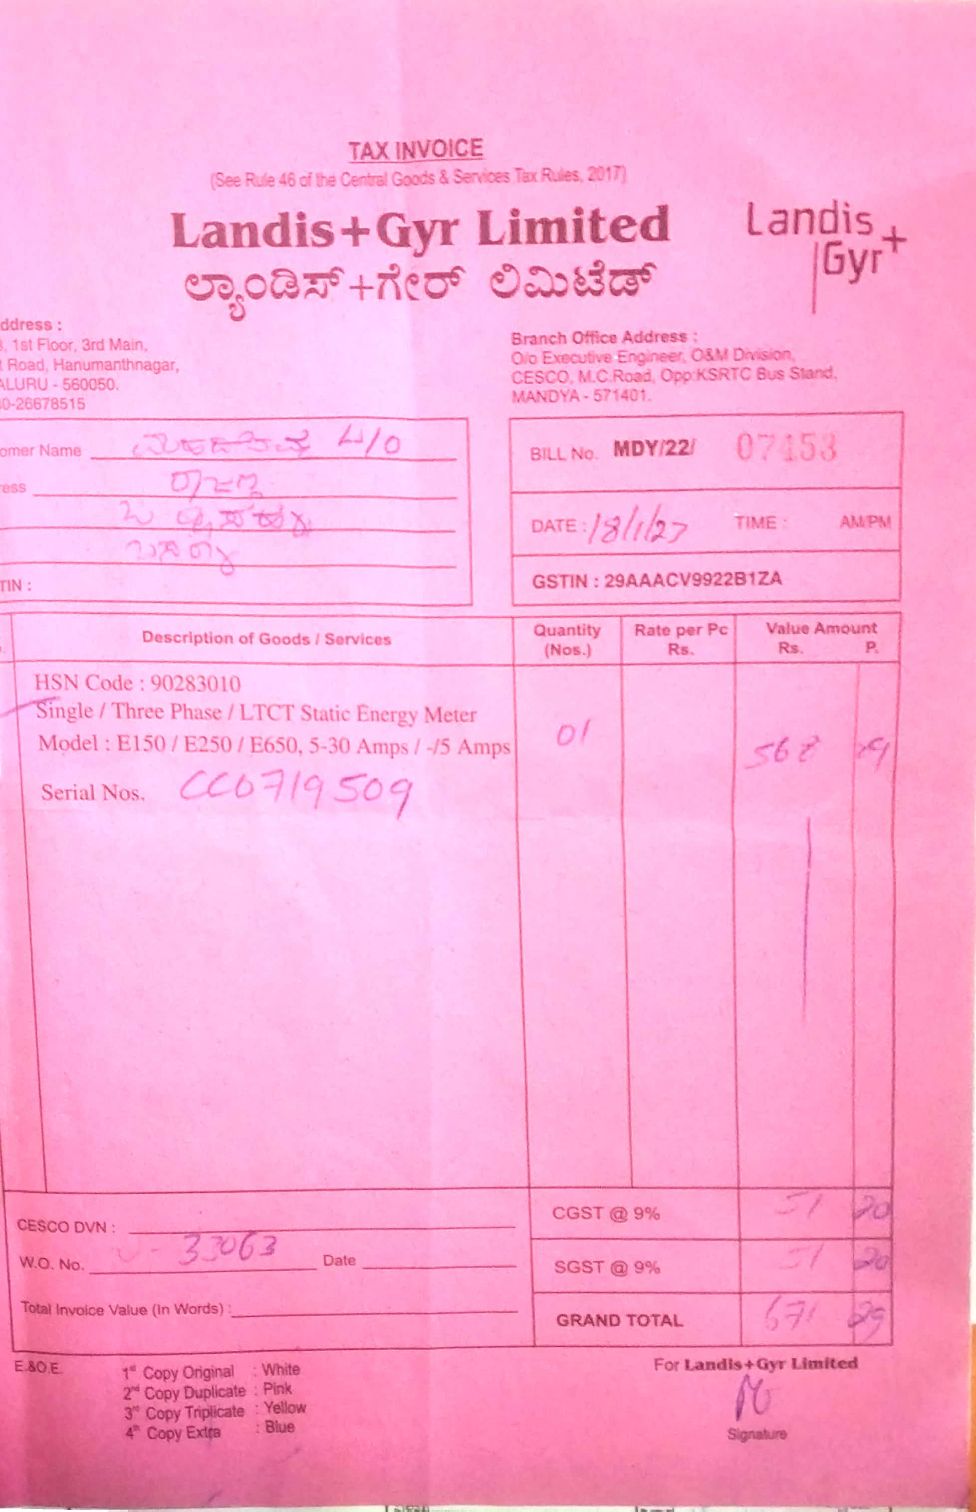 TAX INVOICE
(See Rule 46 of the Central Goods & Services Tax Rules, 2017)
Landis+Gyr Limited
ಲ್ಯಾಂಡಿಸ್+ಗೇರ್ ಲಿಮಿಟೆಡ್
Landis
Gyr+
ddress :
, 1st Floor, 3rd Main,
Road, Hanumanthnagar,
ALURU - 560050.
0-26678515
Branch Office Address :
O/o Executive Engineer, O&M Division,
CESCO, M.C.Road, Opp:KSRTC Bus Stand,
MANDYA - 571401.
omer Name
ress
TIN :
BILL No. MDY/22/ 07453
DATE : 18/1/23 TIME : AM/PM
GSTIN : 29AAACV9922B1ZA
Description of Goods / Services Quantity (Nos.) Rate per Pc Rs. Value Amount Rs. P.
HSN Code : 90283010
Single / Three Phase / LTCT Static Energy Meter
Model : E150 / E250 / E650, 5-30 Amps / -/5 Amps 01 568 19
Serial Nos. CC0719509
CESCO DVN :
W.O. No. 33063 Date
Total Invoice Value (In Words) :
CGST @ 9% 51 20
SGST @ 9% 51 20
GRAND TOTAL 671 29
E.&O.E.
1st Copy Original : White
2nd Copy Duplicate : Pink
3rd Copy Triplicate : Yellow
4th Copy Extra : Blue
For Landis+Gyr Limited
Signature